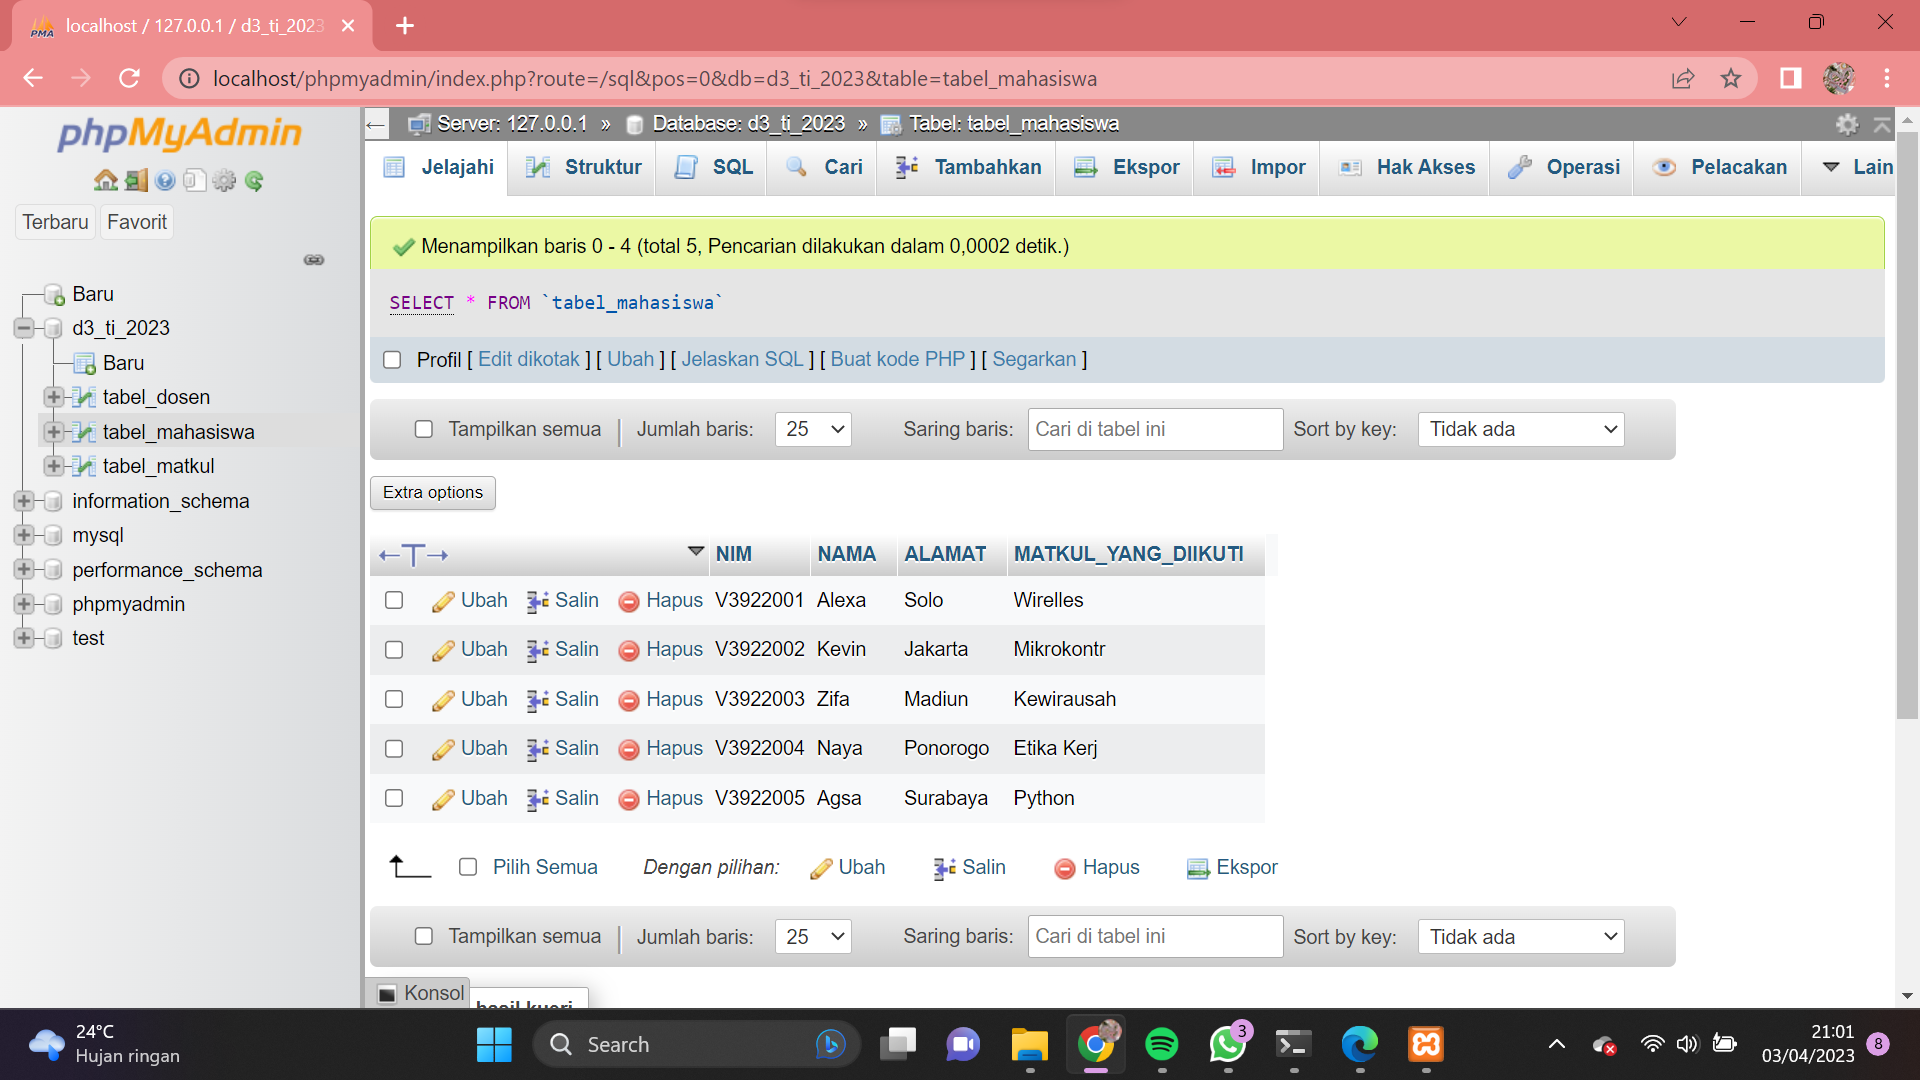 localhost / 127.0.0.1 / d3_ti_2023
localhost/phpmyadmin/index.php?route=/sql&pos=0&db=d3_ti_2023&table=tabel_mahasiswa
phpMyAdmin
Terbaru Favorit
Baru
d3_ti_2023
Baru
tabel_dosen
tabel_mahasiswa
tabel_matkul
information_schema
mysql
performance_schema
phpmyadmin
test
Server: 127.0.0.1 » Database: d3_ti_2023 » Tabel: tabel_mahasiswa
Jelajahi Struktur SQL Cari Tambahkan Ekspor Impor Hak Akses Operasi Pelacakan Lain
Menampilkan baris 0 - 4 (total 5, Pencarian dilakukan dalam 0,0002 detik.)
SELECT * FROM `tabel_mahasiswa`
Profil [ Edit dikotak ] [ Ubah ] [ Jelaskan SQL ] [ Buat kode PHP ] [ Segarkan ]
Tampilkan semua | Jumlah baris: 25 Saring baris: Cari di tabel ini Sort by key: Tidak ada
Extra options
←T→ NIM NAMA ALAMAT MATKUL_YANG_DIIKUTI
Ubah Salin Hapus V3922001 Alexa Solo Wirelles
Ubah Salin Hapus V3922002 Kevin Jakarta Mikrokontr
Ubah Salin Hapus V3922003 Zifa Madiun Kewirausah
Ubah Salin Hapus V3922004 Naya Ponorogo Etika Kerj
Ubah Salin Hapus V3922005 Agsa Surabaya Python
Pilih Semua Dengan pilihan: Ubah Salin Hapus Ekspor
Tampilkan semua | Jumlah baris: 25 Saring baris: Cari di tabel ini Sort by key: Tidak ada
Konsol
hasil kueri
24°C
Hujan ringan
Search
3
21:01
03/04/2023
8